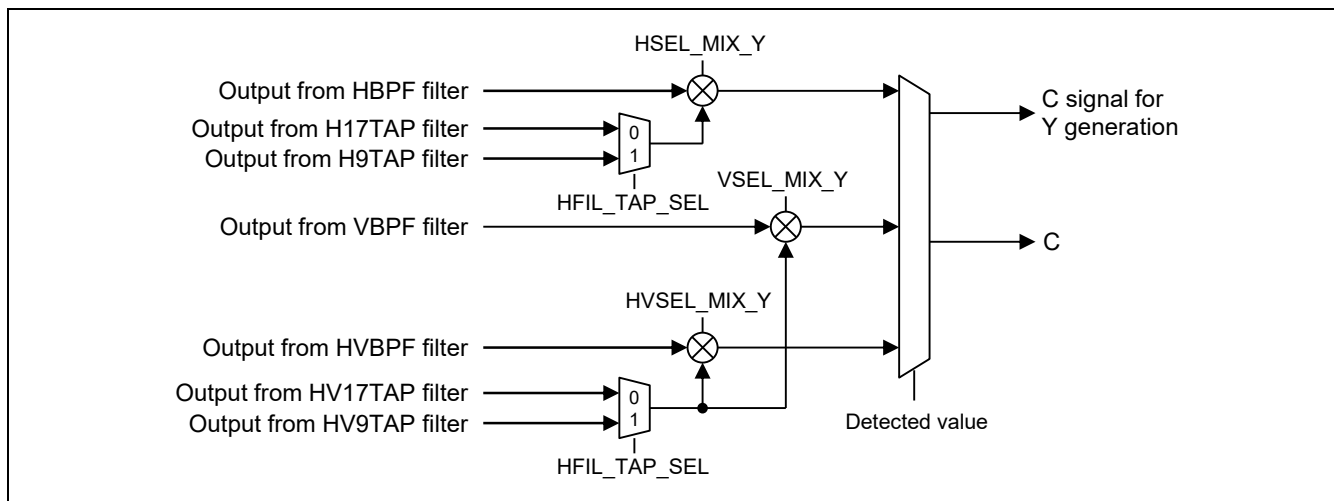 HSEL_MIX_Y
Output from HBPF filter
C signal for
Y generation
Output from H17TAP filter
0
Output from H9TAP filter
1
VSEL_MIX_Y
HFIL_TAP_SEL
Output from VBPF filter
C
HVSEL_MIX_Y
Output from HVBPF filter
Output from HV17TAP filter
0
Output from HV9TAP filter
1
Detected value
HFIL_TAP_SEL